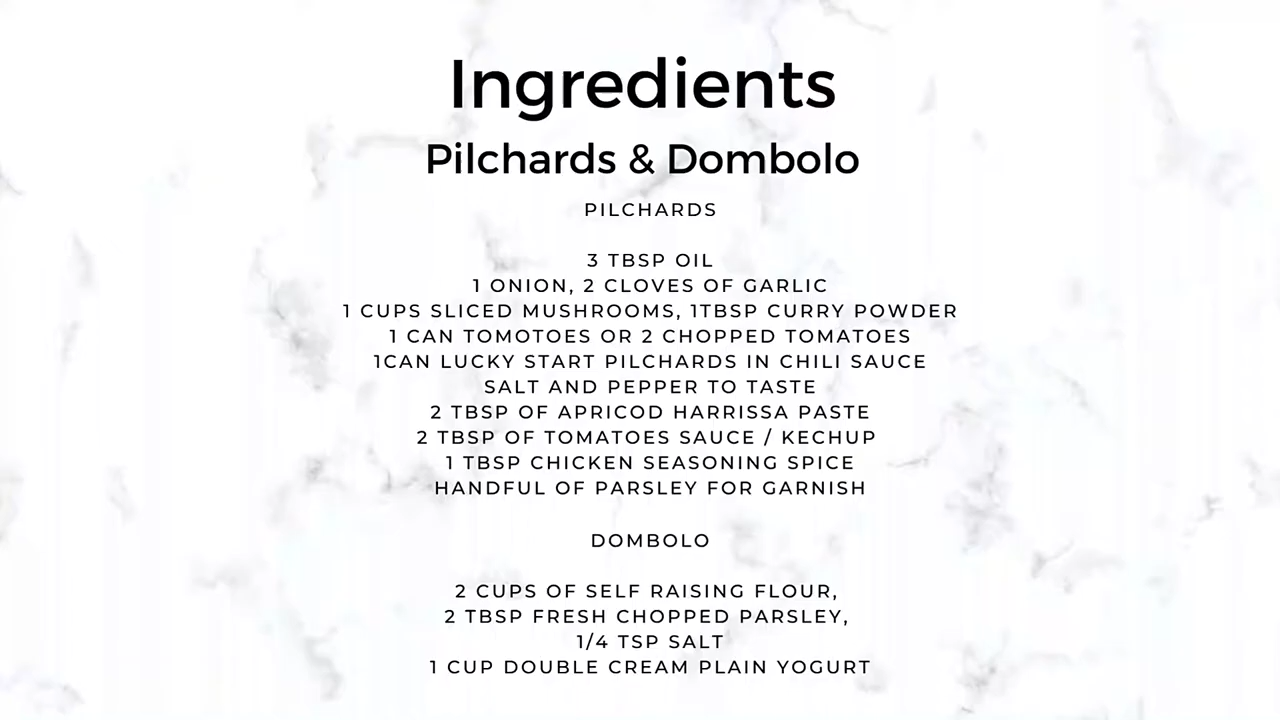 Ingredients
Pilchards & Dombolo
PILCHARDS
3 TBSP OIL
1 ONION, 2 CLOVES OF GARLIC
1 CUPS SLICED MUSHROOMS, 1TBSP CURRY POWDER
1 CAN TOMOTOES OR 2 CHOPPED TOMATOES
1CAN LUCKY START PILCHARDS IN CHILI SAUCE
SALT AND PEPPER TO TASTE
2 TBSP OF APRICOD HARRISSA PASTE
2 TBSP OF TOMATOES SAUCE / KECHUP
1 TBSP CHICKEN SEASONING SPICE
HANDFUL OF PARSLEY FOR GARNISH
DOMBOLO
2 CUPS OF SELF RAISING FLOUR,
2 TBSP FRESH CHOPPED PARSLEY,
1/4 TSP SALT
1 CUP DOUBLE CREAM PLAIN YOGURT